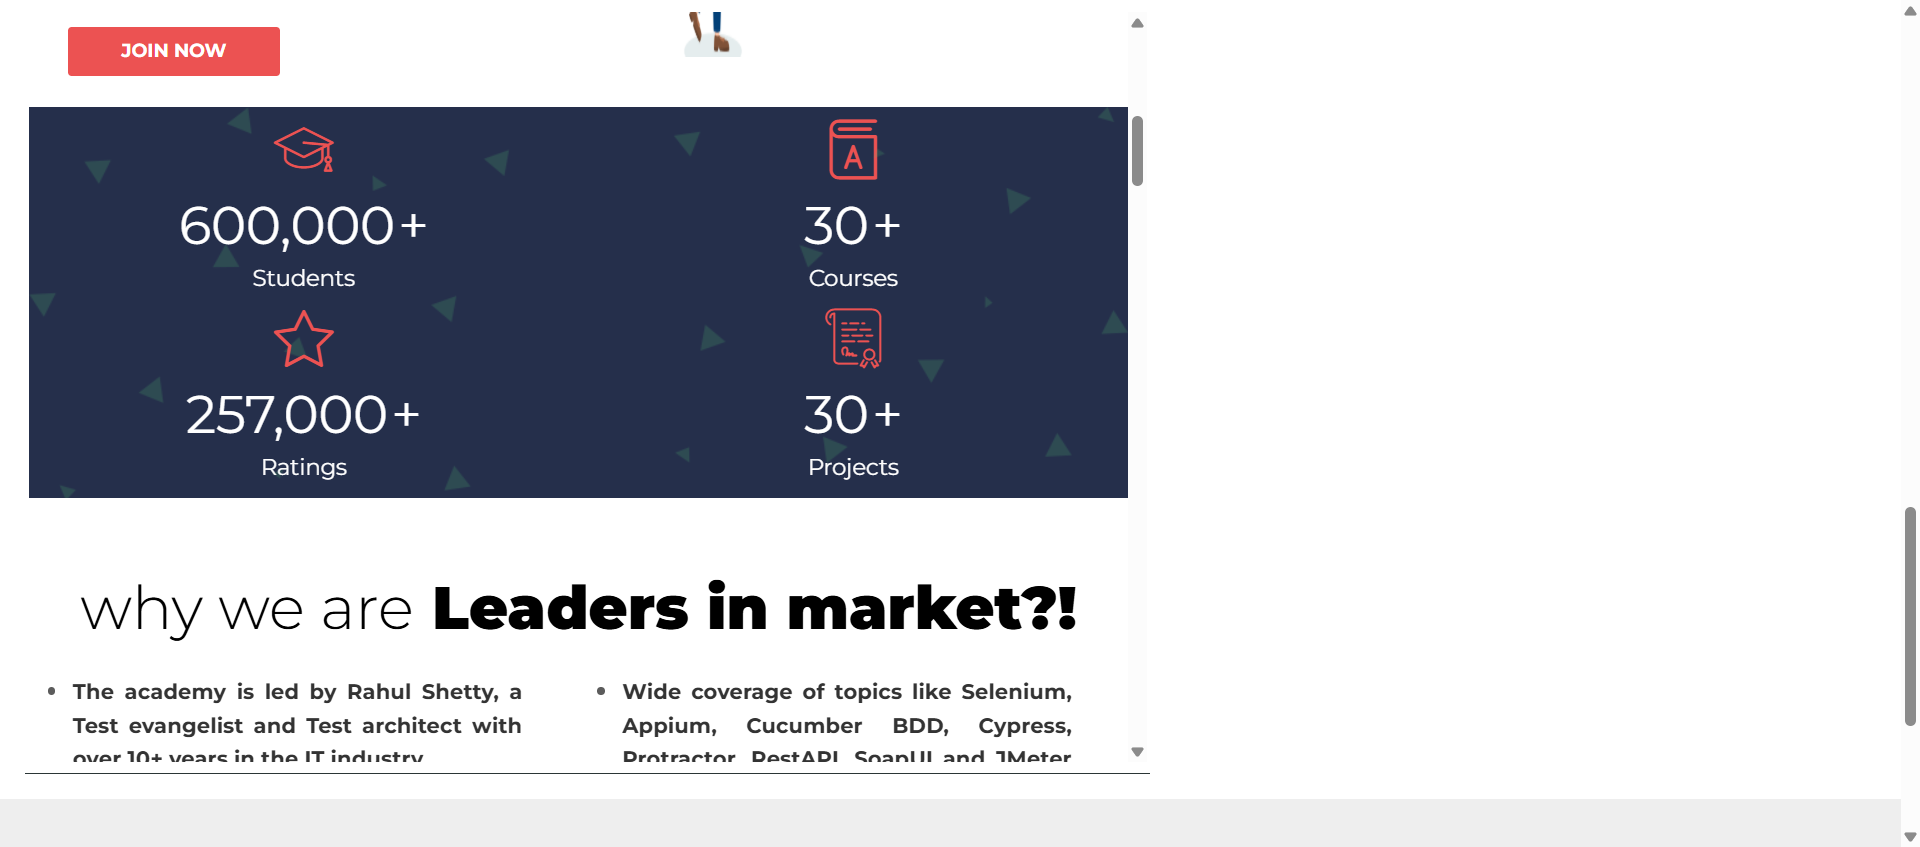 JOIN NOW
600,000+
Students
30+
Courses
257,000+
Ratings
30+
Projects
why we are Leaders in market?!
The academy is led by Rahul Shetty, a
Test evangelist and Test architect with
over 10+ years in the IT industry
Wide coverage of topics like Selenium,
Appium, Cucumber BDD, Cypress,
Protractor, RestAPI, SoapUI and JMeter